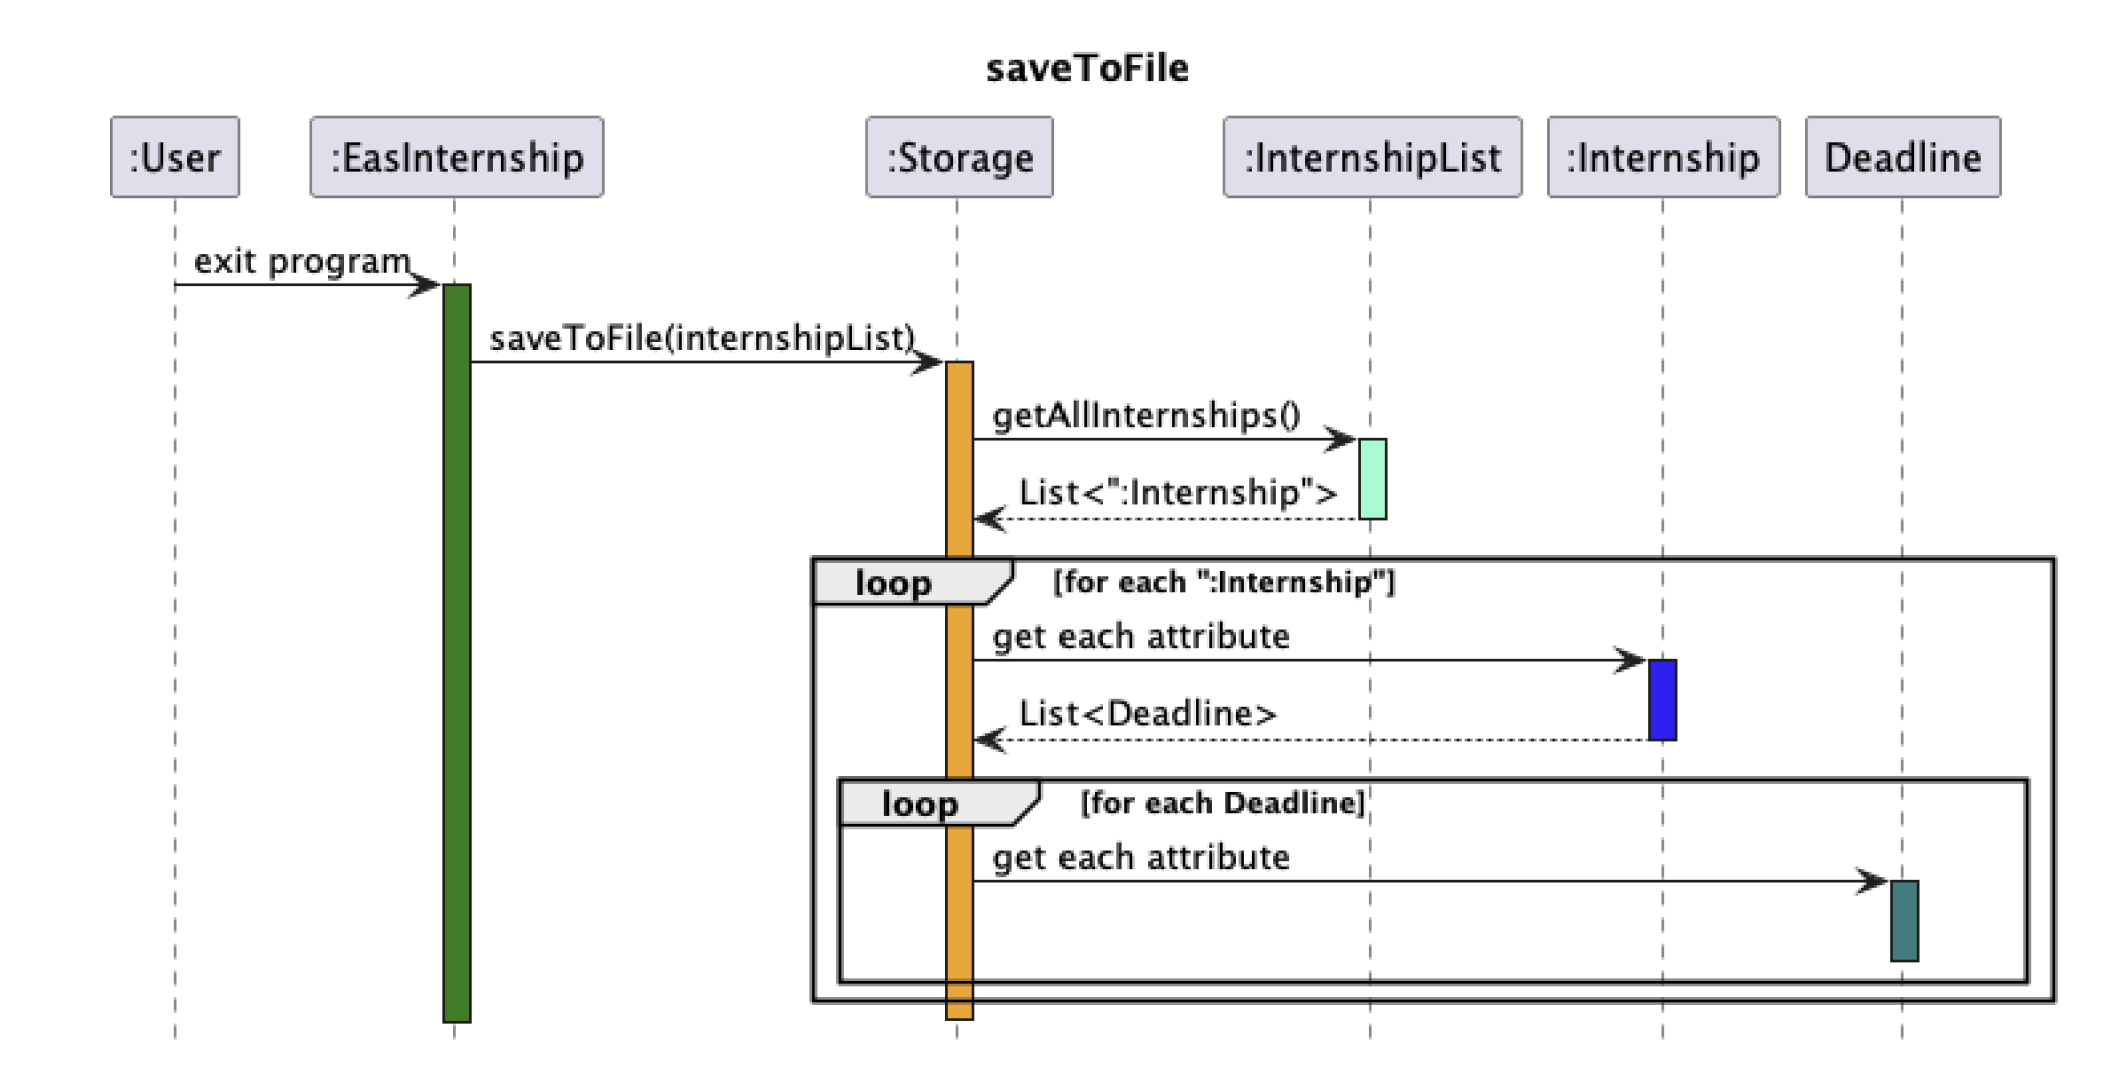 saveToFile
:User
:EasInternship
:Storage
:InternshipList
:Internship
Deadline
exit program
saveToFile(internshipList)
getAllInternships()
List<":Internship">
loop
[for each ":Internship"]
get each attribute
List<Deadline>
loop
[for each Deadline]
get each attribute